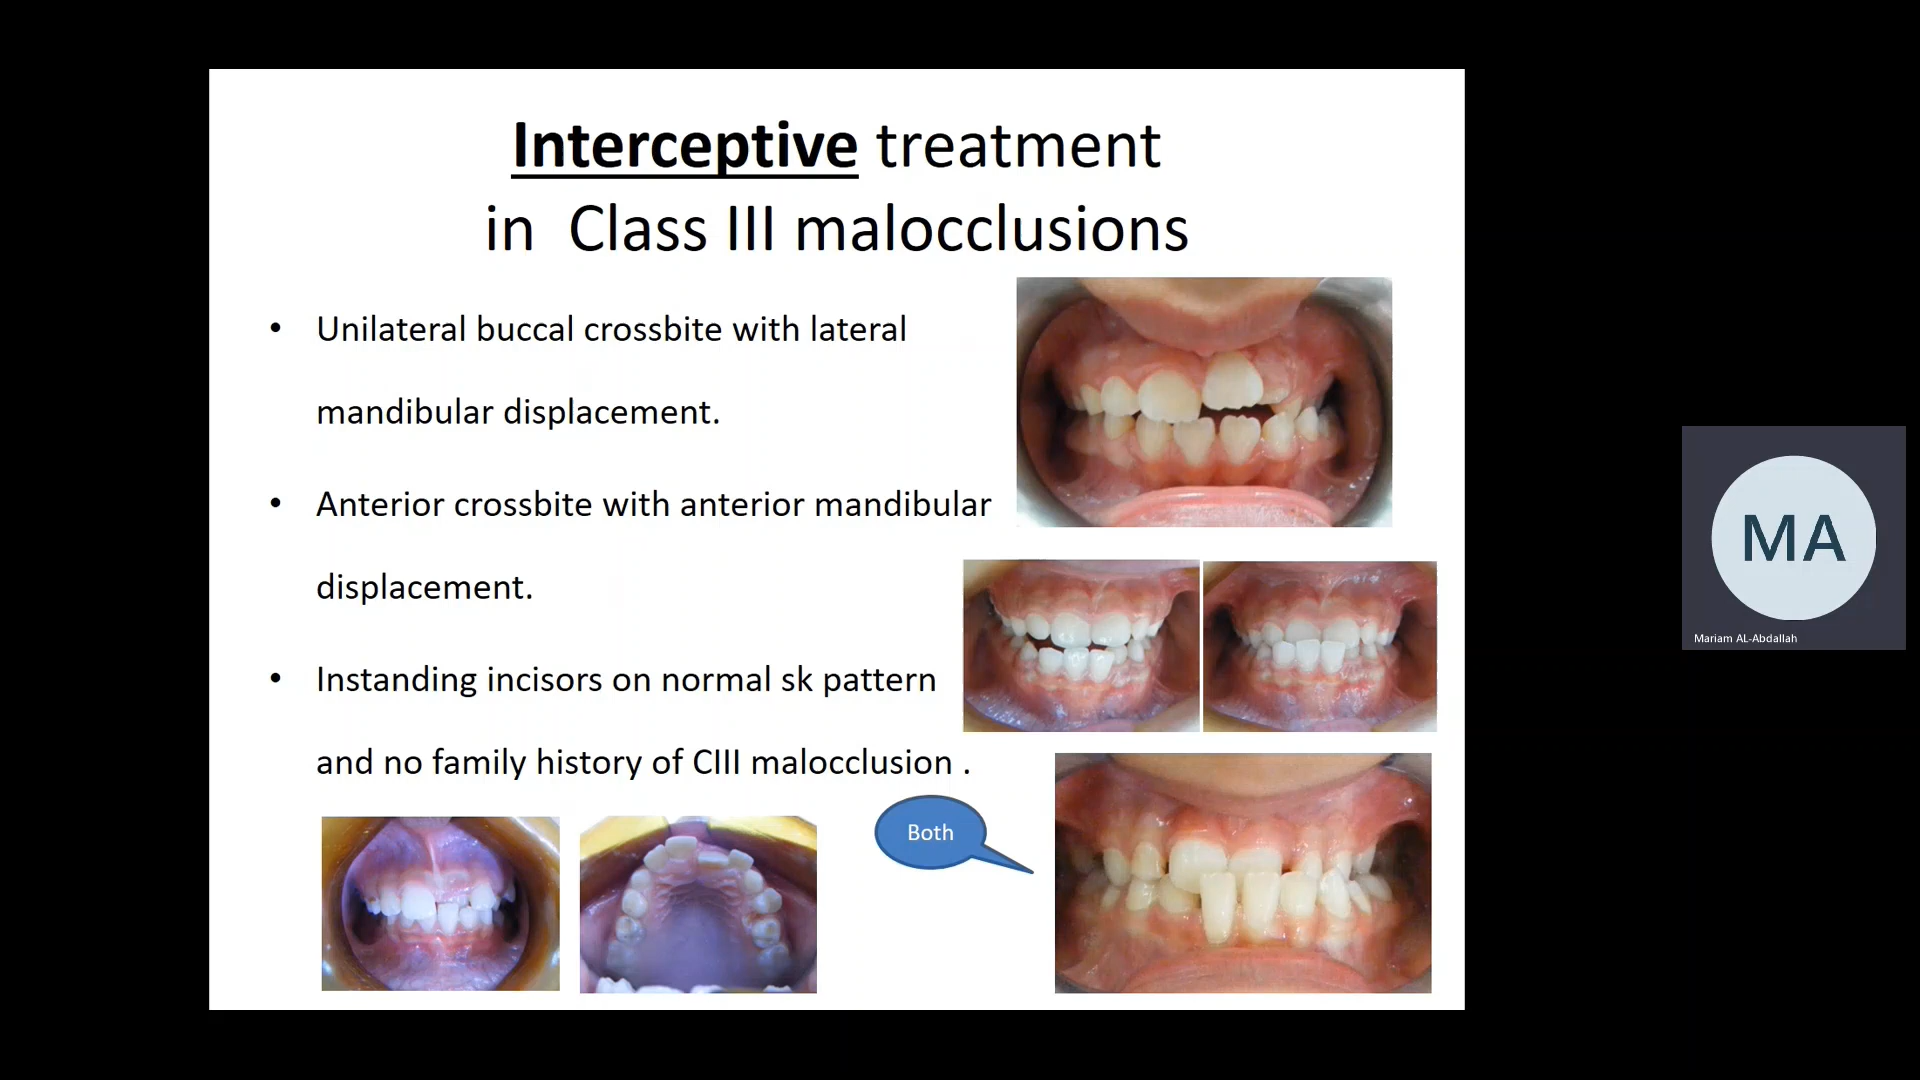 Interceptive treatment
in Class III malocclusions
• Unilateral buccal crossbite with lateral
mandibular displacement.
• Anterior crossbite with anterior mandibular
displacement.
• Instanding incisors on normal sk pattern
and no family history of CIII malocclusion .
Both
MA
Mariam AL-Abdallah